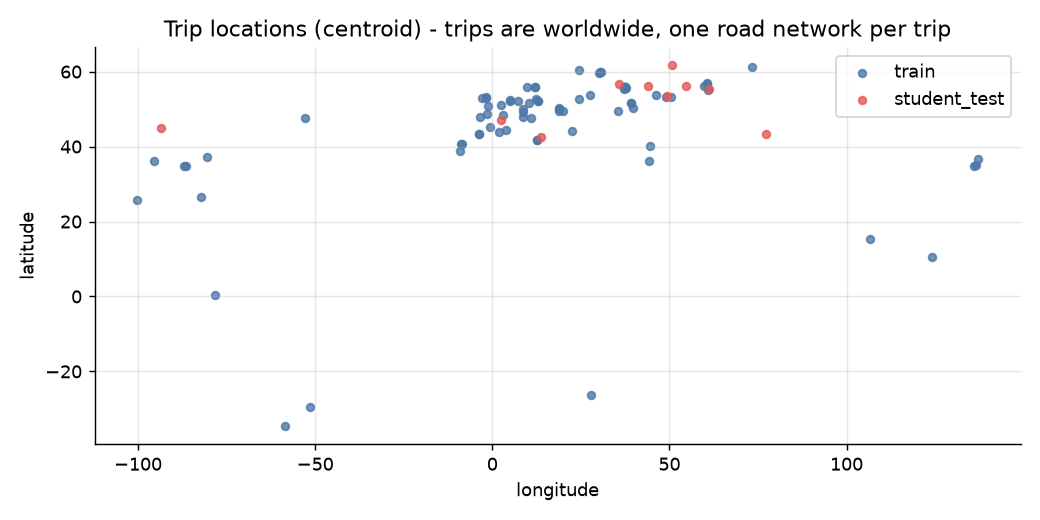 Trip locations (centroid) - trips are worldwide, one road network per trip
train
student_test
60
40
20
0
−20
latitude
−100
−50
0
50
100
longitude